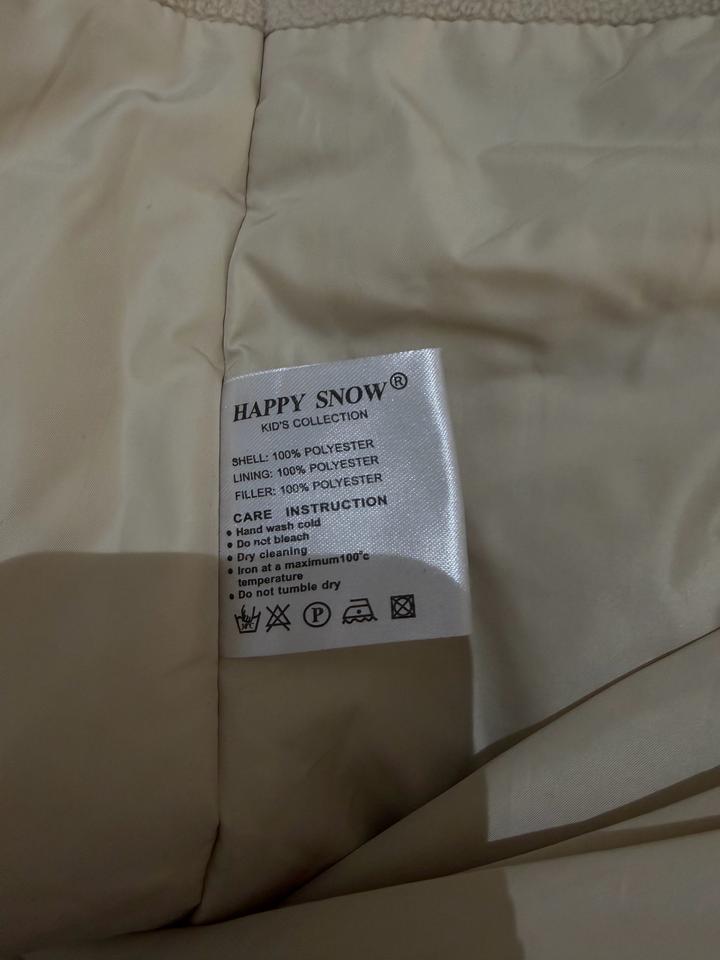 HAPPY SNOW®
KID'S COLLECTION
SHELL: 100% POLYESTER
LINING: 100% POLYESTER
FILLER: 100% POLYESTER
CARE INSTRUCTION
• Hand wash cold
• Do not bleach
• Dry cleaning
• Iron at a maximum100°c
temperature
• Do not tumble dry
P